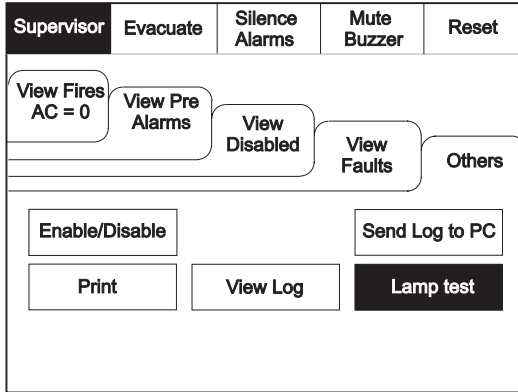 Supervisor
Evacuate
Silence
Alarms
Mute
Buzzer
Reset
View Fires
AC = 0
View Pre
Alarms
View
Disabled
View
Faults
Others
Enable/Disable
Send Log to PC
Print
View Log
Lamp test